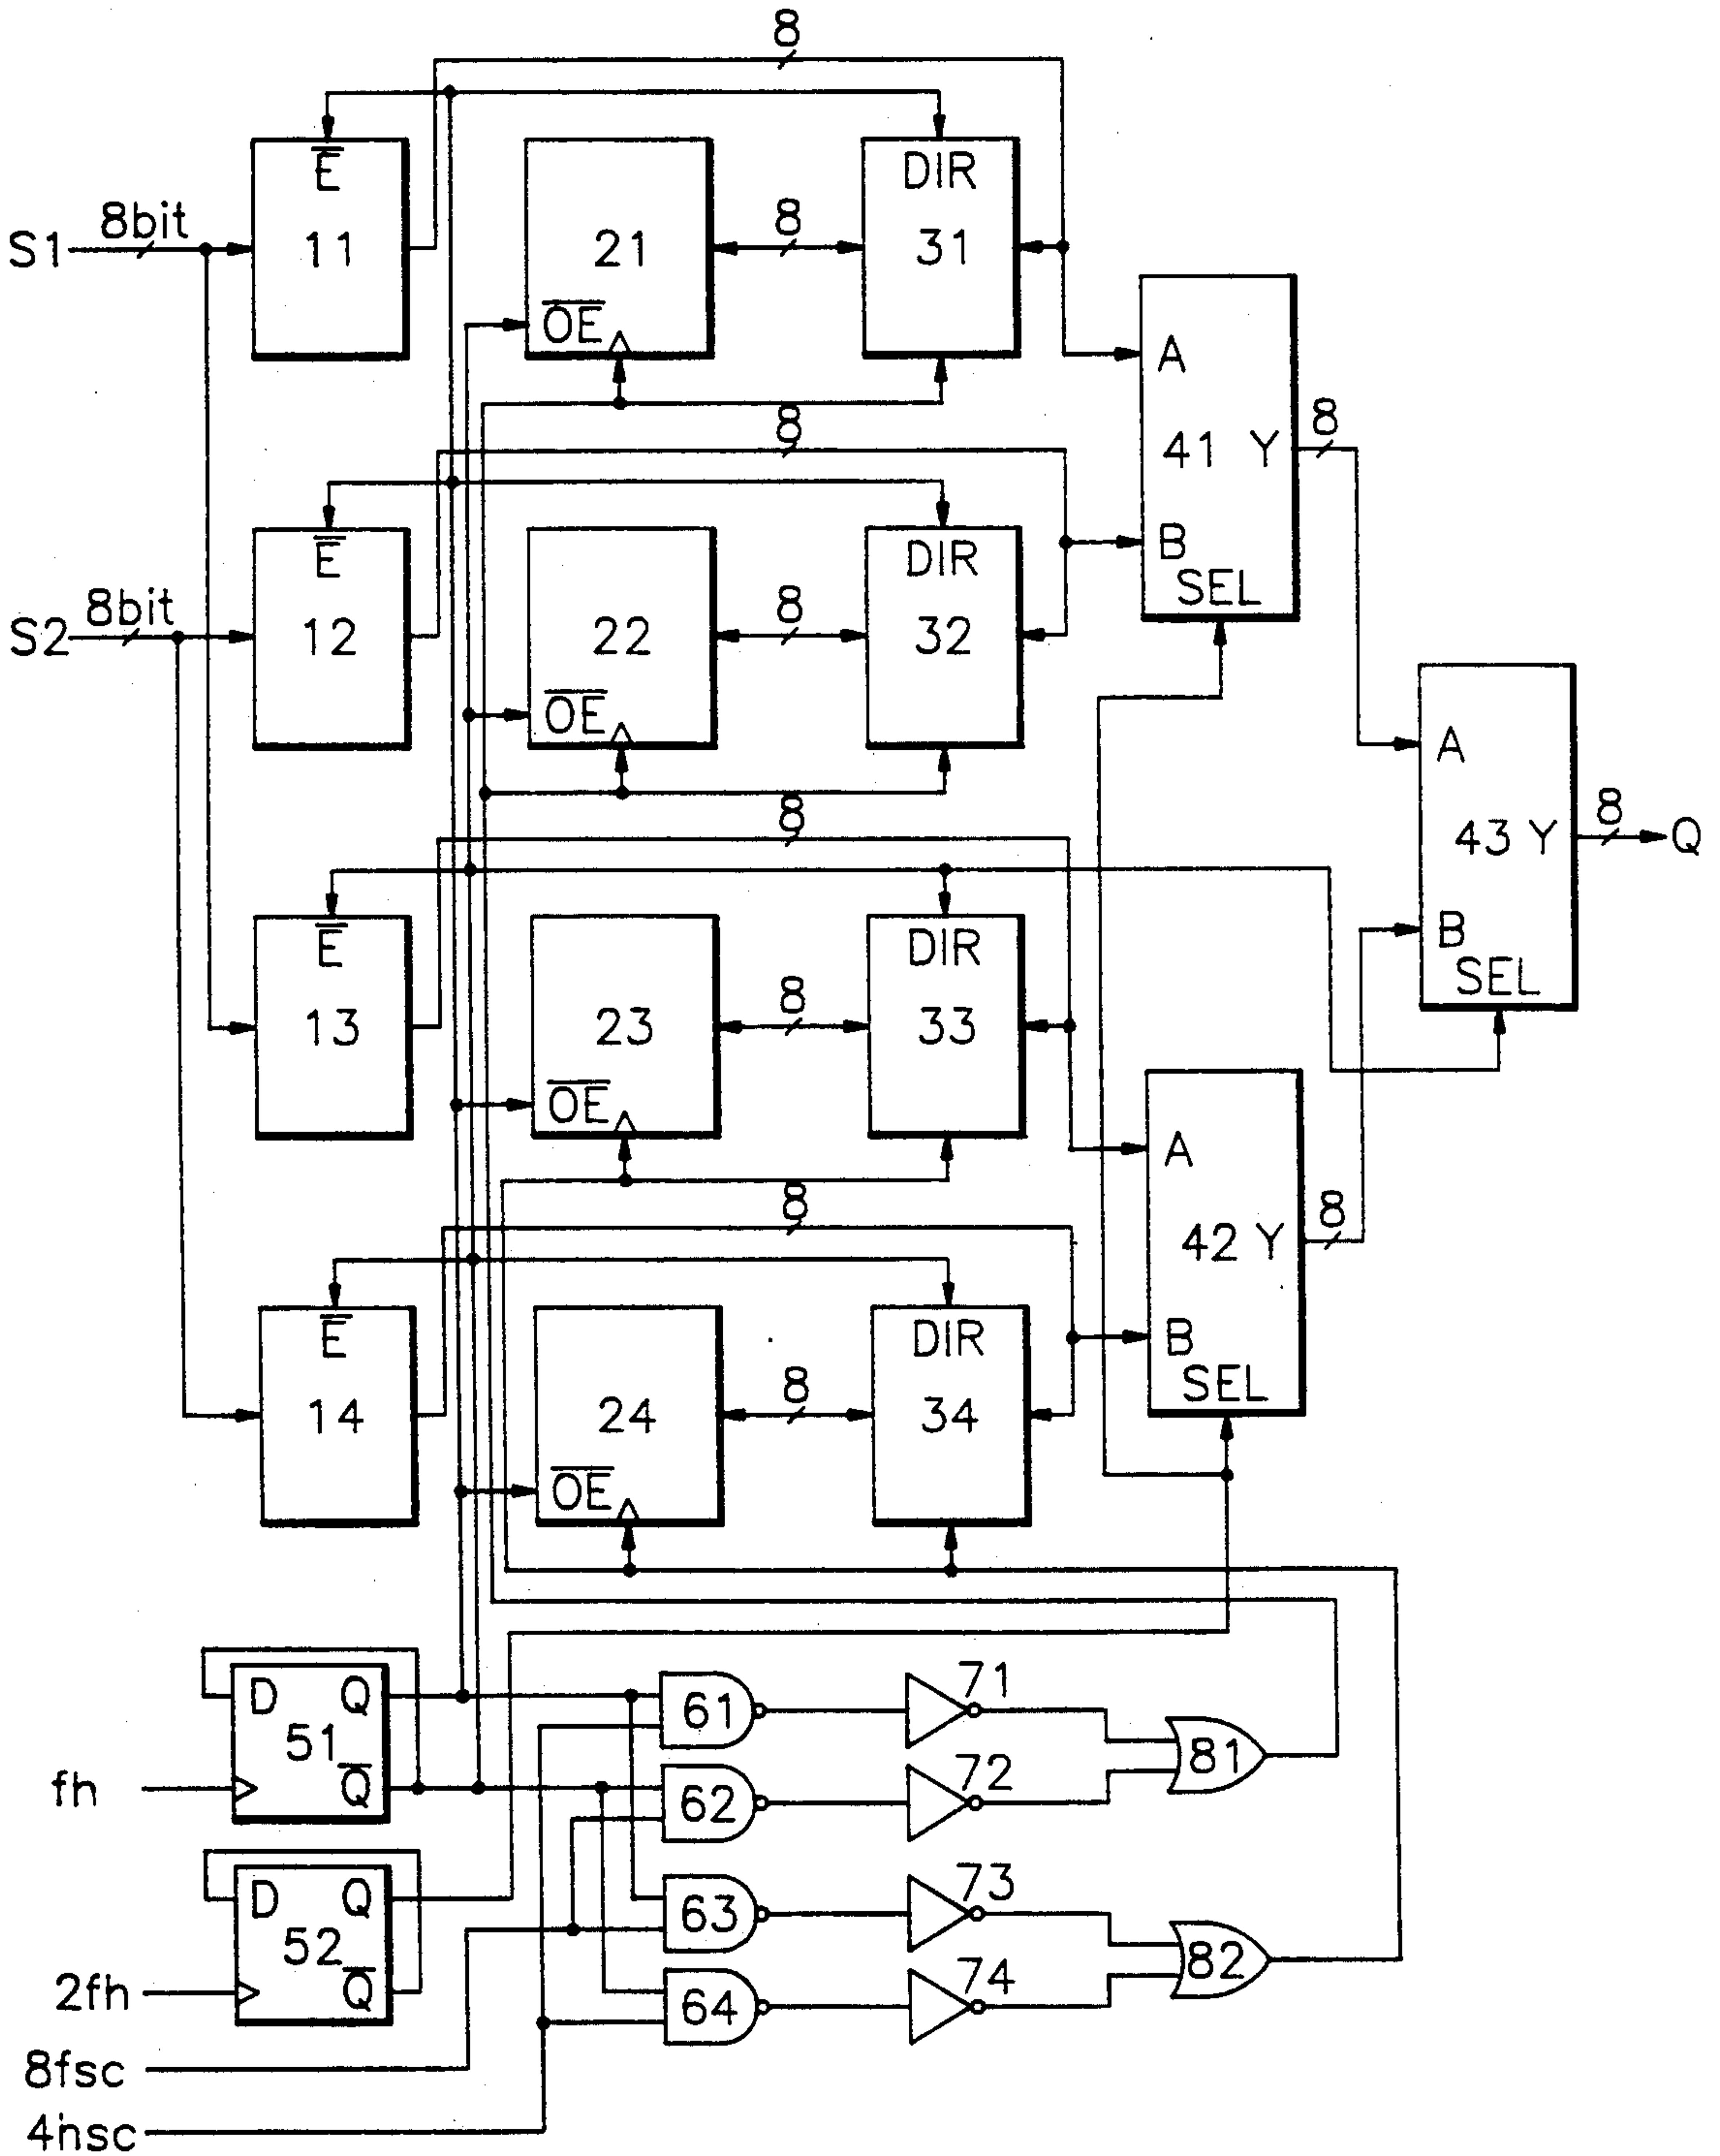 8
E DIR
S1 8bit 11 21 8 31
OE A
8
41 Y 8
E DIR B
SEL
S2 8bit 12 22 8 32
OE A
8
43 Y 8 Q
E DIR B
SEL
13 23 8 33
OE A
8
42 Y 8
E DIR B
SEL
14 24 8 34
OE
D Q 61 71
51 81
fh Q 62 72
D Q 63 73
52 82
2fh Q 64 74
8fsc
4hsc